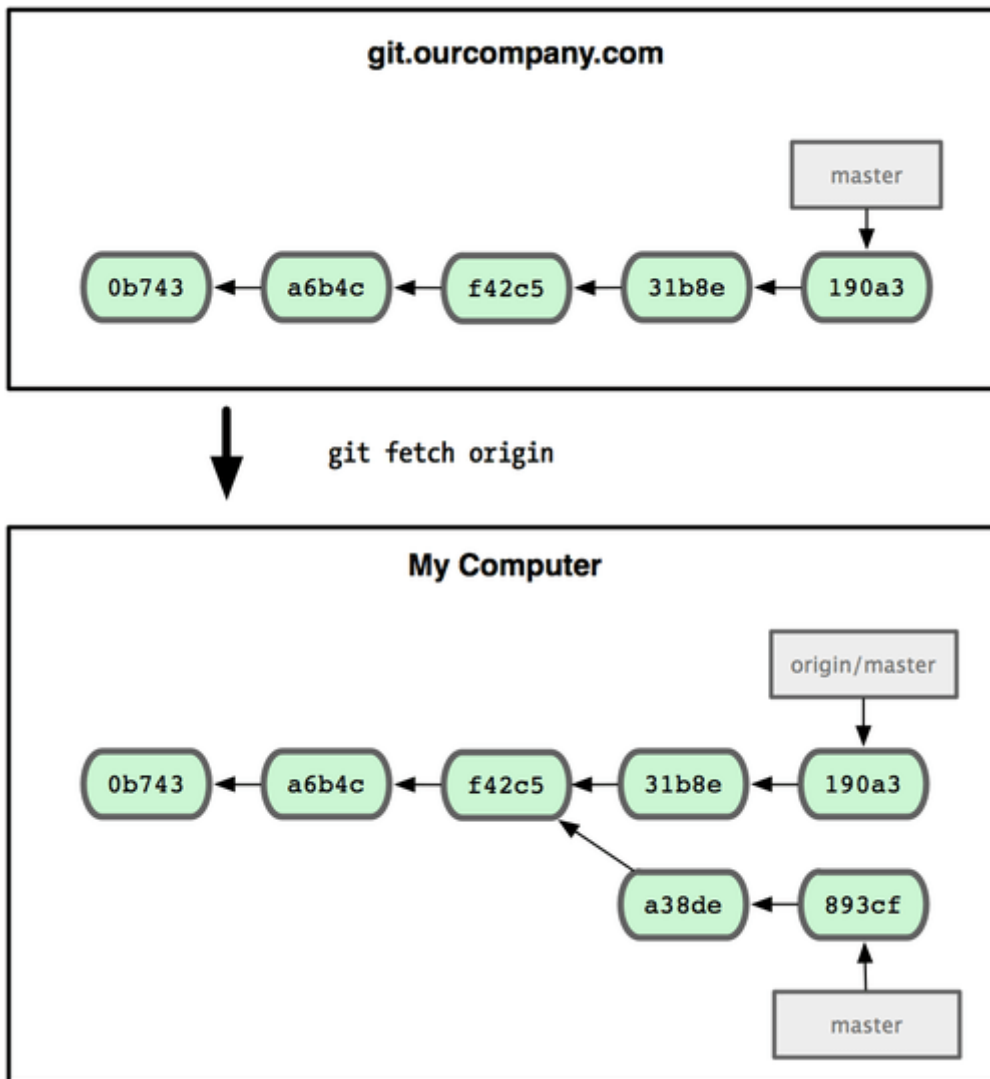 git.ourcompany.com
master
0b743 a6b4c f42c5 31b8e 190a3
git fetch origin
My Computer
origin/master
0b743 a6b4c f42c5 31b8e 190a3
a38de 893cf
master